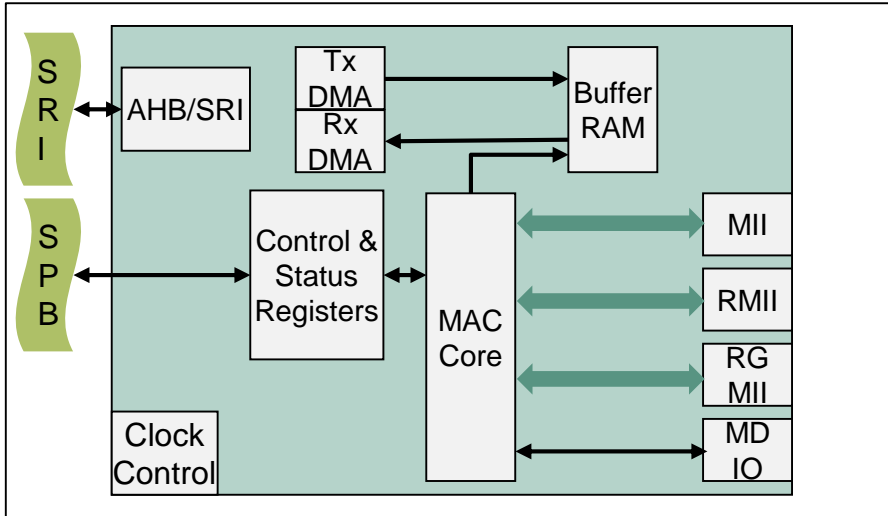 S
R
I
AHB/SRI
Tx
DMA
Rx
DMA
Buffer
RAM
S
P
B
Control &
Status
Registers
MAC
Core
MII
RMII
RG
MII
MD
IO
Clock
Control